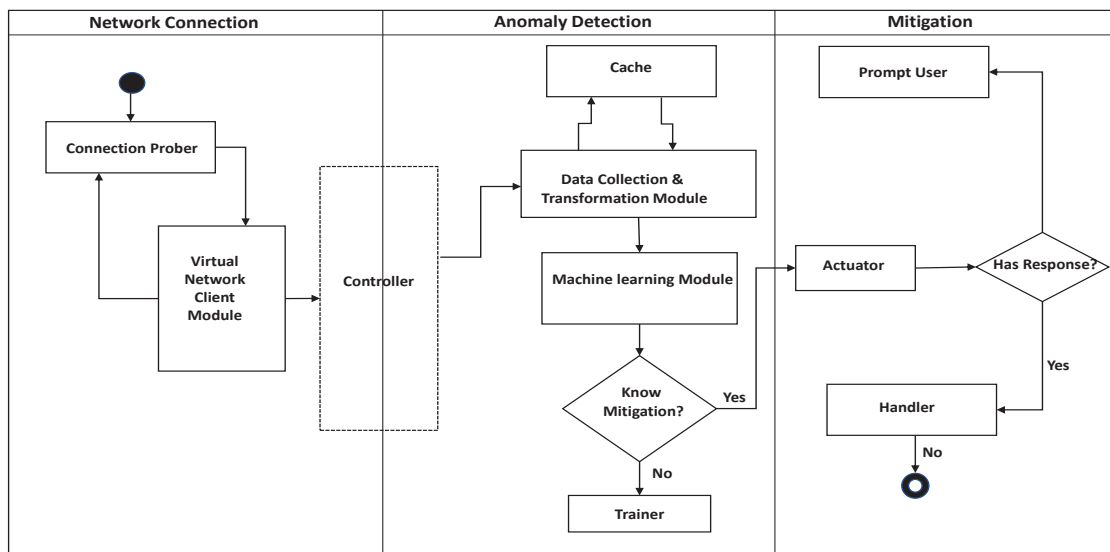 Network Connection
Anomaly Detection
Mitigation
Cache
Prompt User
Connection Prober
Data Collection &
Transformation Module
Virtual
Network
Client
Module
Controller
Machine learning Module
Actuator
Has Response?
Know
Mitigation?
Yes
Yes
Handler
No
No
Trainer